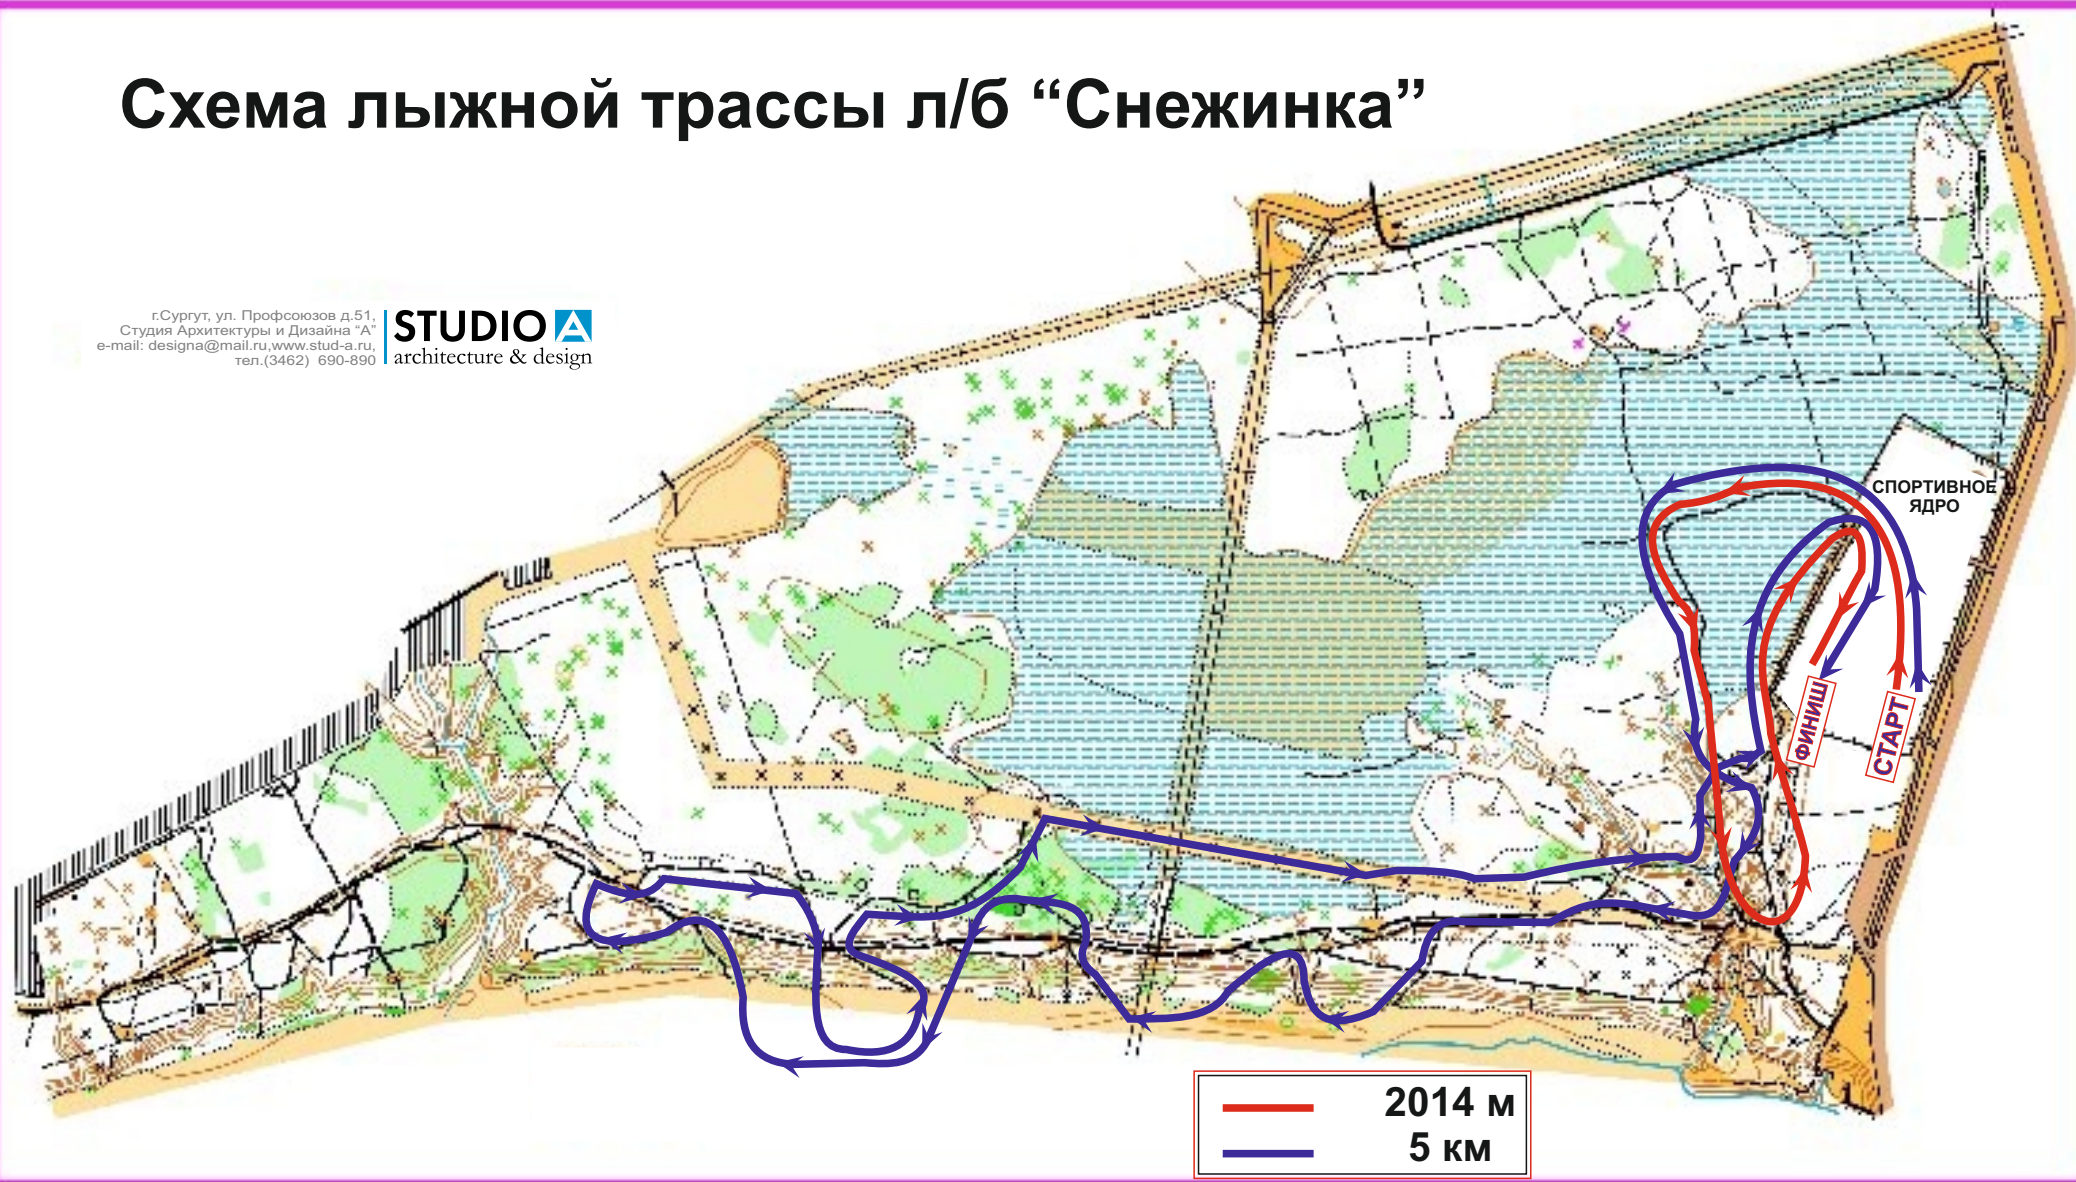 Схема лыжной трассы л/б “Снежинка”
г.Сургут, ул. Профсоюзов д.51,
Студия Архитектуры и Дизайна “А”
e-mail: designa@mail.ru,www.stud-a.ru,
тел.(3462) 690-890
STUDIO A
architecture & design
СПОРТИВНОЕ
ЯДРО
ФИНИШ
СТАРТ
2014 м
5 км